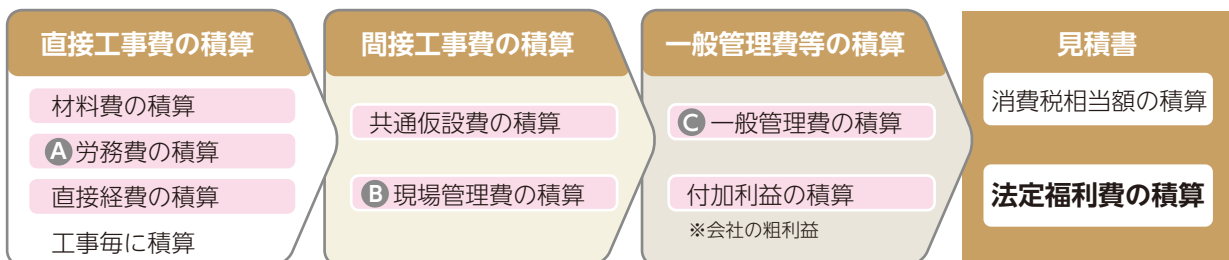 直接工事費の積算
材料費の積算
A 労務費の積算
直接経費の積算
工事毎に積算
間接工事費の積算
共通仮設費の積算
B 現場管理費の積算
一般管理費等の積算
C 一般管理費の積算
付加利益の積算
※会社の粗利益
見積書
消費税相当額の積算
法定福利費の積算